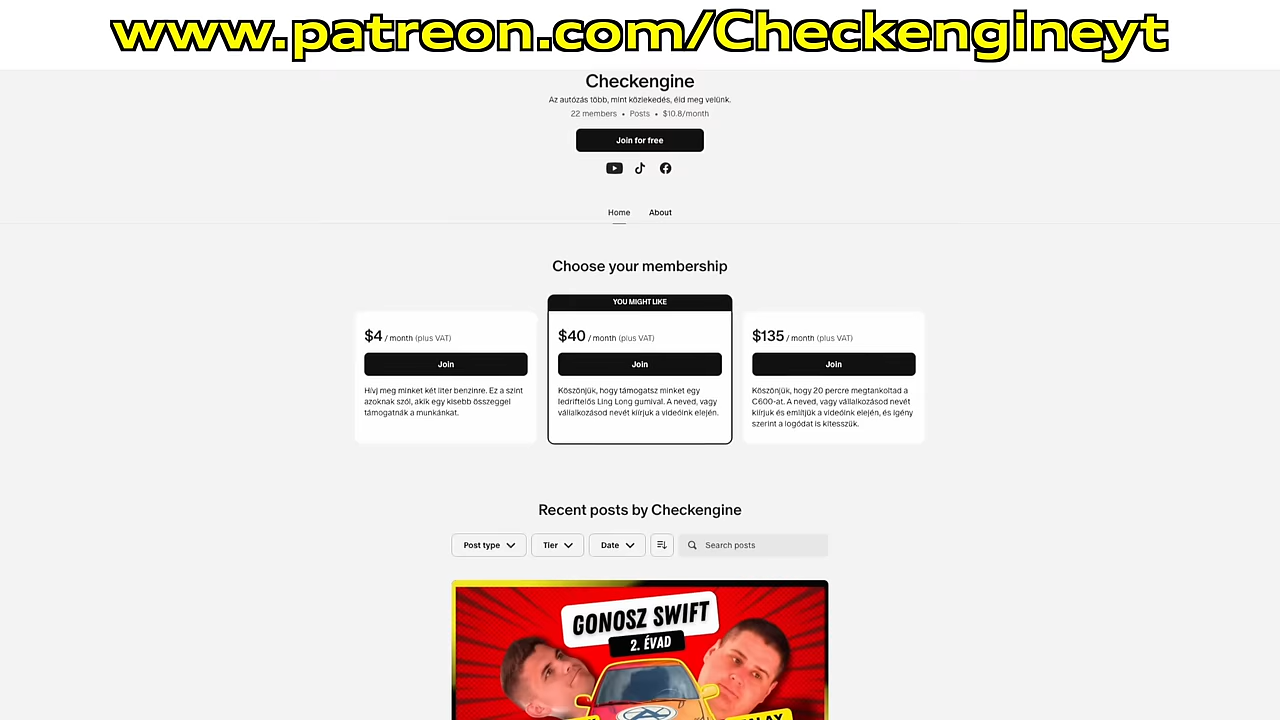 www.patreon.com/Checkengineyt
Checkengine
Az autózás több, mint közlekedés, éld meg velünk.
22 members • Posts • $10.8/month
Join for free
Home About
Choose your membership
YOU MIGHT LIKE
$4 / month (plus VAT)
Join
Hívj meg minket két liter benzinre. Ez a szint
azoknak szól, akik egy kisebb összeggel
támogatnák a munkánkat.
$40 / month (plus VAT)
Join
Köszönjük, hogy támogatsz minket egy
ledriftelős Ling Long gumival. A neved, vagy
vállalkozásod nevét kiírjuk a videóink elején.
$135 / month (plus VAT)
Join
Köszönjük, hogy 20 percre megtankoltad a
C600-at. A neved, vagy vállalkozásod nevét
kiírjuk és említjük a videóink elején, és igény
szerint a logódat is kitesszük.
Recent posts by Checkengine
Post type Tier Date Search posts
GONOSZ SWIFT
2. ÉVAD